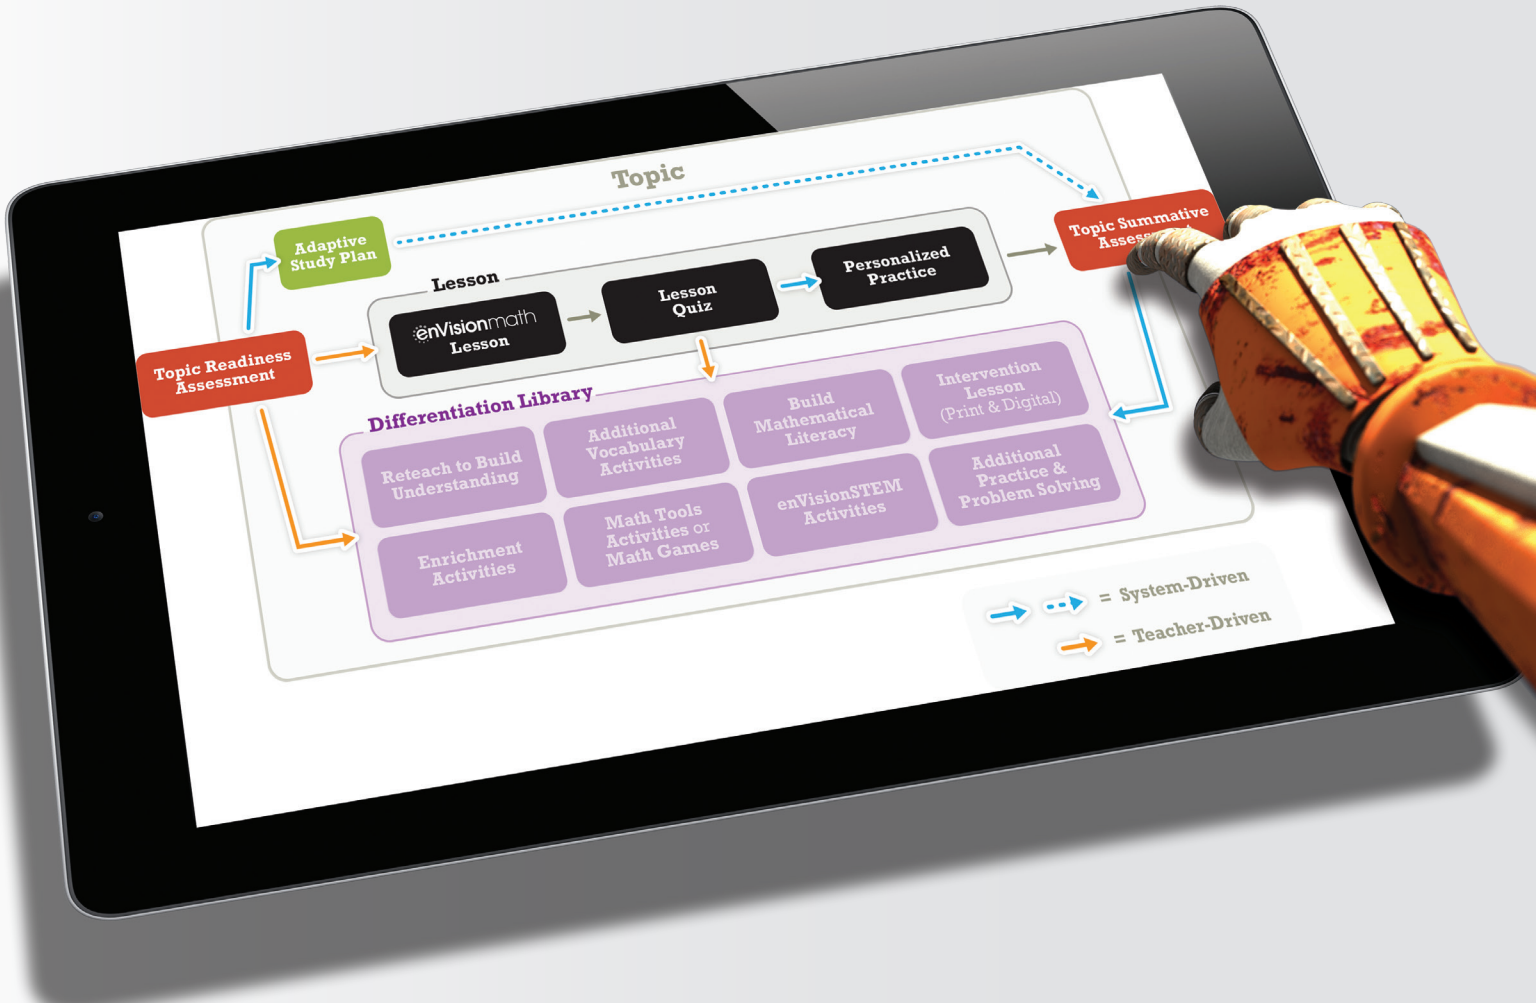 Topic
Adaptive
Study Plan
Topic Summative
Lesson
enVisionmath
Lesson
Lesson
Quiz
Personalized
Practice
Topic Readiness
Assessment
Differentiation Library
Reteach to Build
Understanding
Additional
Vocabulary
Activities
Build
Mathematical
Literacy
Intervention
Lesson
(Print & Digital)
Enrichment
Activities
Math Tools
Activities or
Math Games
enVisionSTEM
Activities
Additional
Practice &
Problem Solving
= System-Driven
= Teacher-Driven